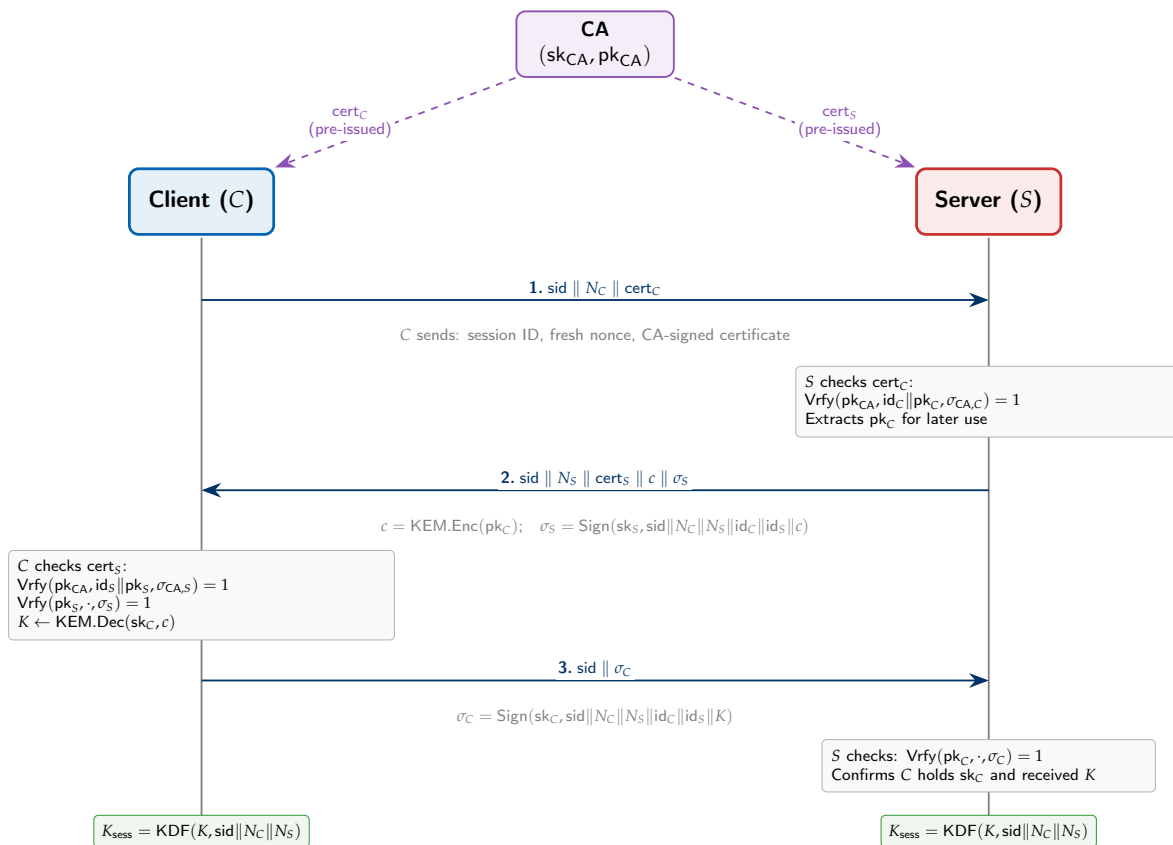 CA
(sk_CA, pk_CA)
cert_C
(pre-issued)
cert_S
(pre-issued)
Client (C)
Server (S)
1. sid ∥ N_C ∥ cert_C
C sends: session ID, fresh nonce, CA-signed certificate
S checks cert_C:
Vrfy(pk_CA, id_C∥pk_C, σ_CA,C) = 1
Extracts pk_C for later use
2. sid ∥ N_S ∥ cert_S ∥ c ∥ σ_S
c = KEM.Enc(pk_C); σ_S = Sign(sk_S, sid∥N_C∥N_S∥id_C∥id_S∥c)
C checks cert_S:
Vrfy(pk_CA, id_S∥pk_S, σ_CA,S) = 1
Vrfy(pk_S, ·, σ_S) = 1
K ← KEM.Dec(sk_C, c)
3. sid ∥ σ_C
σ_C = Sign(sk_C, sid∥N_C∥N_S∥id_C∥id_S∥K)
S checks: Vrfy(pk_C, ·, σ_C) = 1
Confirms C holds sk_C and received K
K_sess = KDF(K, sid∥N_C∥N_S)
K_sess = KDF(K, sid∥N_C∥N_S)